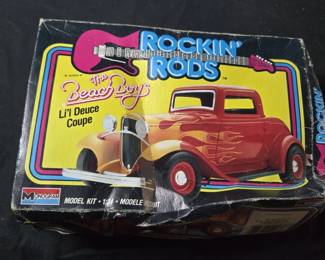 ROCKIN'
RODS
The
Beach Boys
Li'l Deuce
Coupe
MONOGRAM
MODEL KIT • 1:24 • MODELE